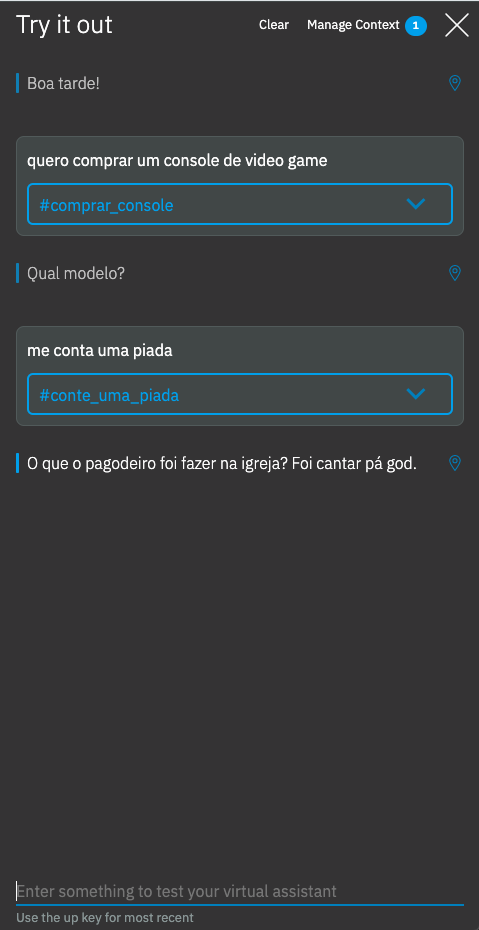 Try it out
Clear
Manage Context 1
Boa tarde!
quero comprar um console de video game
#comprar_console
Qual modelo?
me conta uma piada
#conte_uma_piada
O que o pagodeiro foi fazer na igreja? Foi cantar pá god.
Enter something to test your virtual assistant
Use the up key for most recent